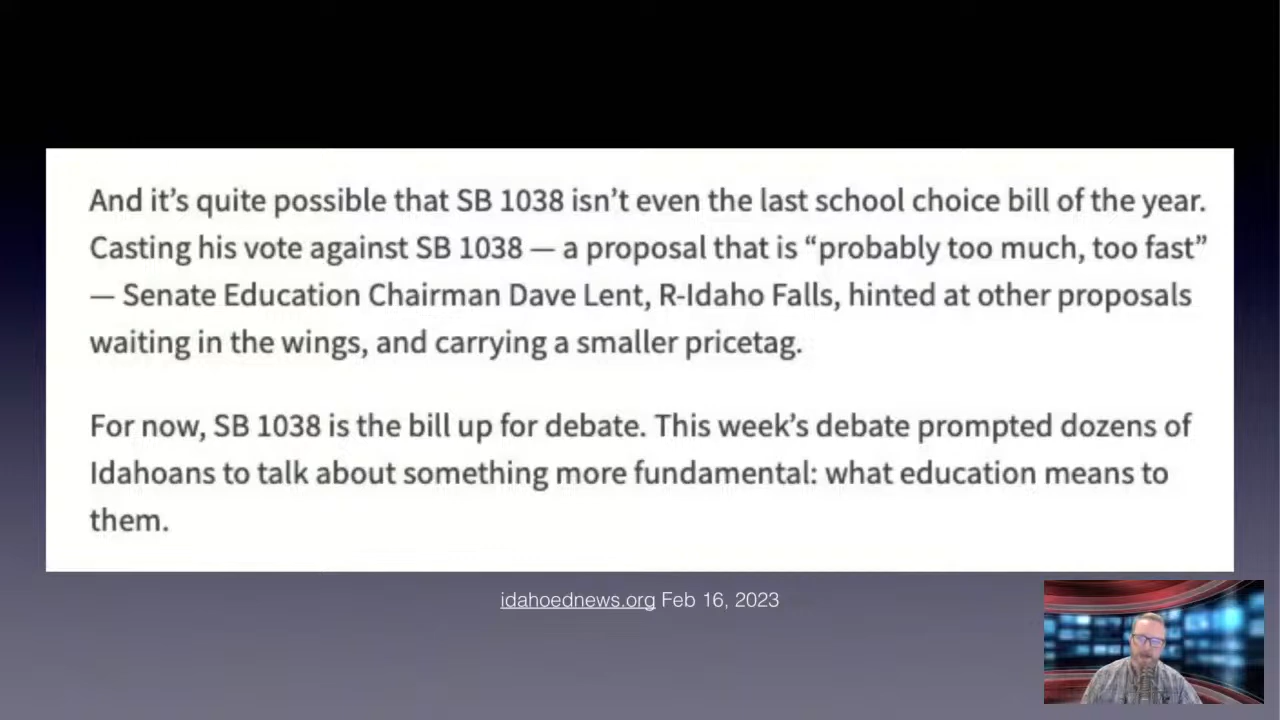 And it’s quite possible that SB 1038 isn’t even the last school choice bill of the year.
Casting his vote against SB 1038 — a proposal that is “probably too much, too fast”
— Senate Education Chairman Dave Lent, R-Idaho Falls, hinted at other proposals
waiting in the wings, and carrying a smaller pricetag.
For now, SB 1038 is the bill up for debate. This week’s debate prompted dozens of
Idahoans to talk about something more fundamental: what education means to
them.
idahoednews.org Feb 16, 2023